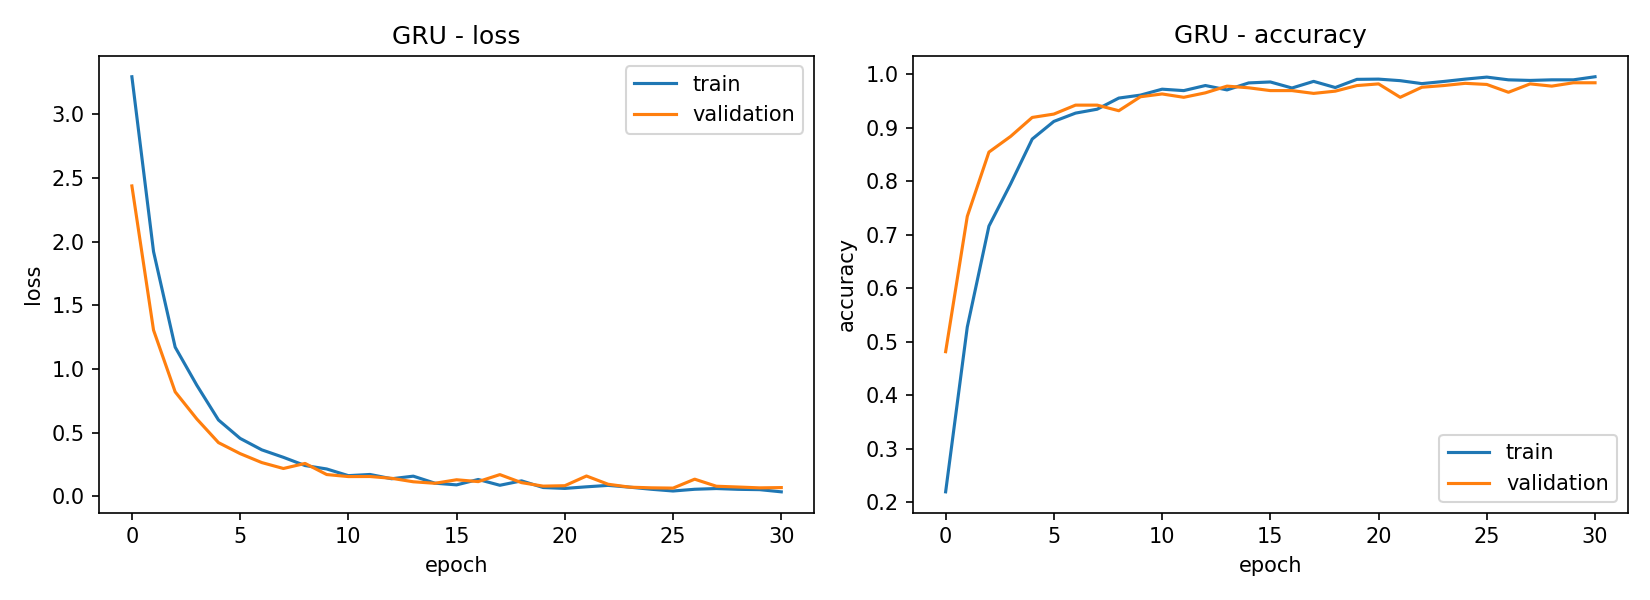 GRU - loss
train
validation
3.0
2.5
2.0
1.5
1.0
0.5
0.0
loss
0 5 10 15 20 25 30
epoch
GRU - accuracy
1.0
0.9
0.8
0.7
0.6
0.5
0.4
0.3
0.2
accuracy
train
validation
0 5 10 15 20 25 30
epoch